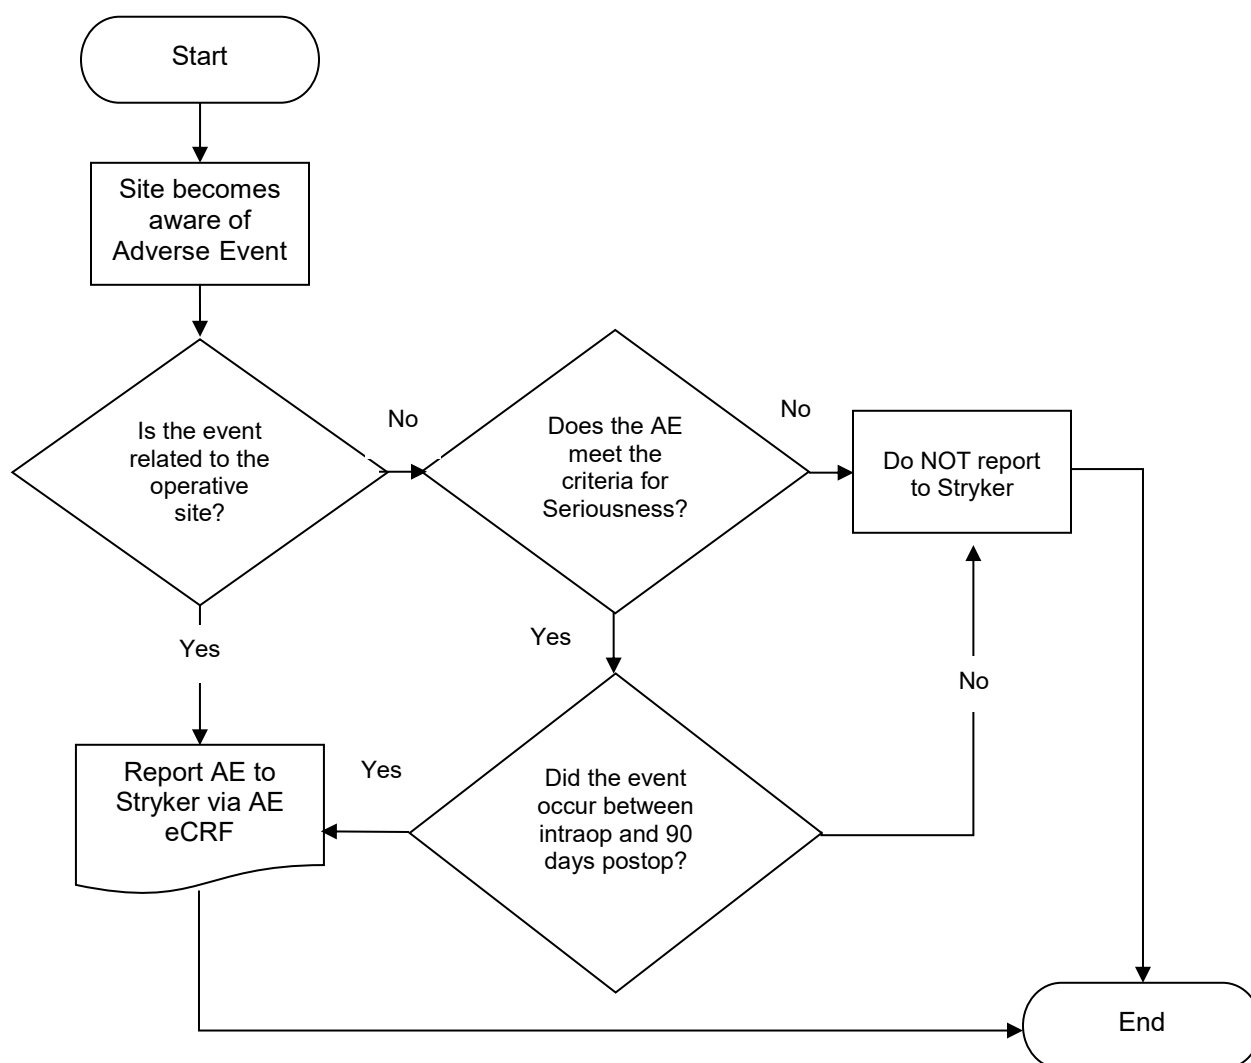 Start
Site becomes
aware of
Adverse Event
Is the event
related to the
operative
site?
No
Does the AE
meet the
criteria for
Seriousness?
No
Do NOT report
to Stryker
Yes
Yes
No
Report AE to
Stryker via AE
eCRF
Yes
Did the event
occur between
intraop and 90
days postop?
End